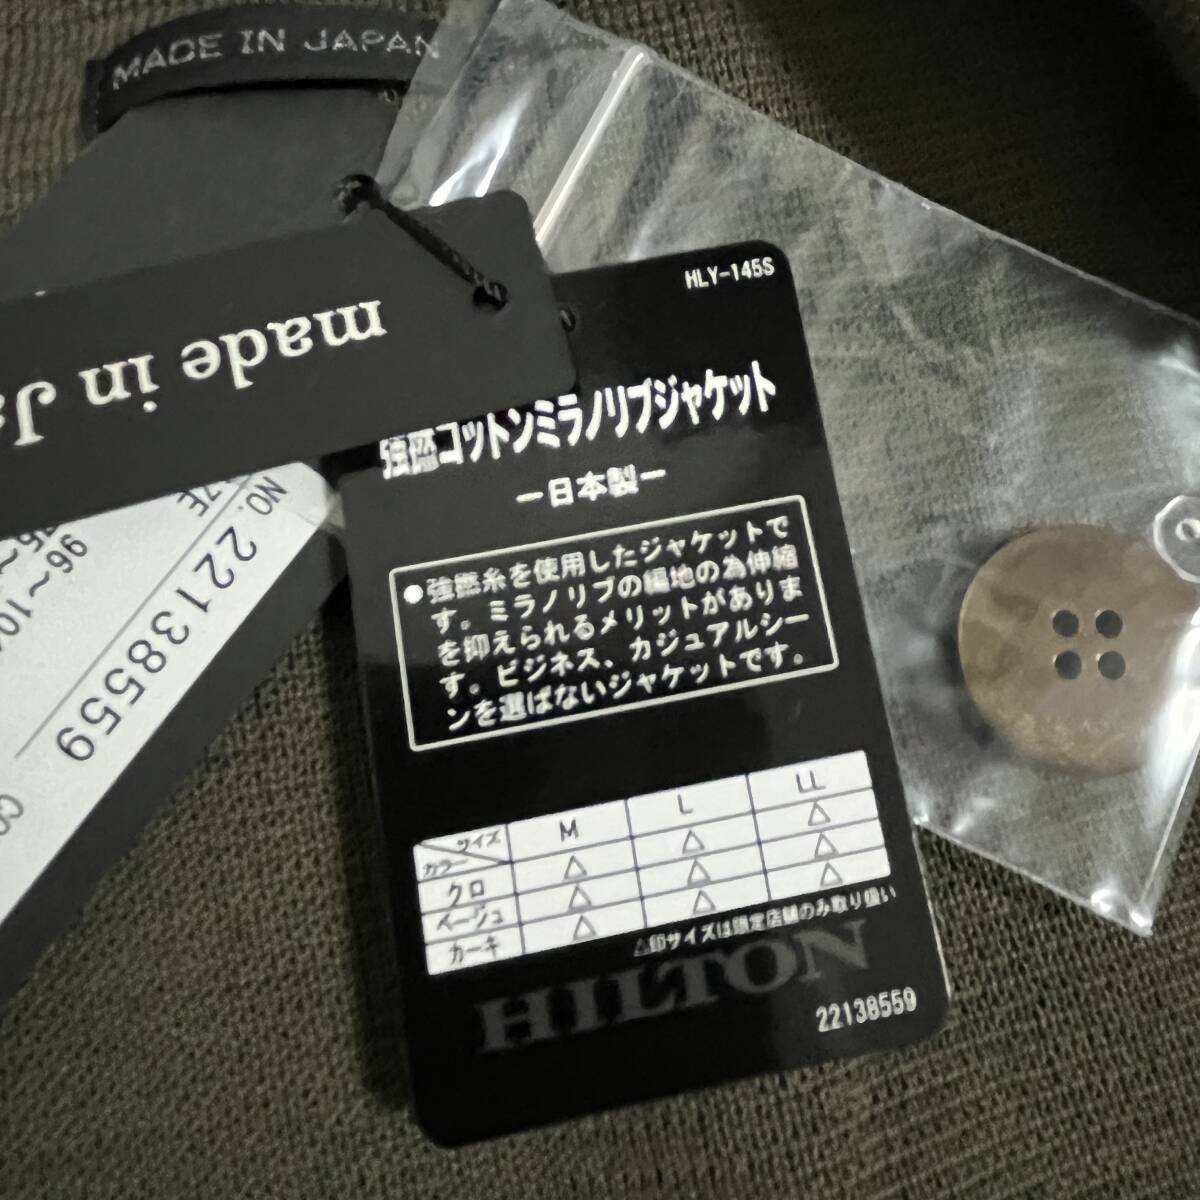 MADE IN JAPAN
made in Ja
HLY-145S
強撚コットンミラノリブジャケット
ー日本製ー
●強撚糸を使用したジャケットで
す。ミラノリブの編地の為伸縮
を抑えられるメリットがありま
す。ビジネス、カジュアルシー
ンを選ばないジャケットです。
サイズ M L LL
カラー
クロ △ △ △
ベージュ △ △ △
カーキ △ △ △
△印サイズは限定店舗のみ取り扱い
HILTON
22138559
NO. 22138559
96～10